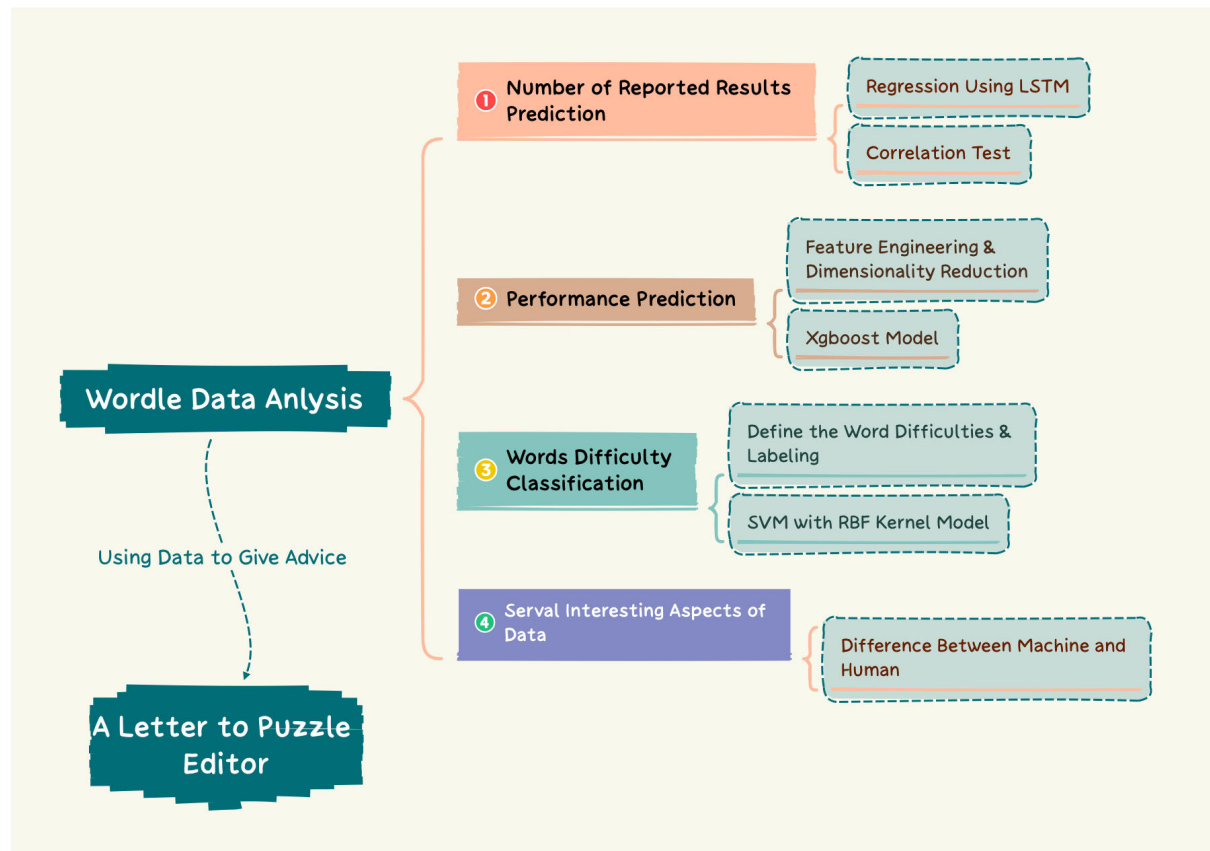 1 Number of Reported Results
Prediction
Regression Using LSTM
Correlation Test
2 Performance Prediction
Feature Engineering &
Dimensionality Reduction
Xgboost Model
Wordle Data Anlysis
3 Words Difficulty
Classification
Define the Word Difficulties &
Labeling
SVM with RBF Kernel Model
Using Data to Give Advice
4 Serval Interesting Aspects of
Data
Difference Between Machine and
Human
A Letter to Puzzle
Editor